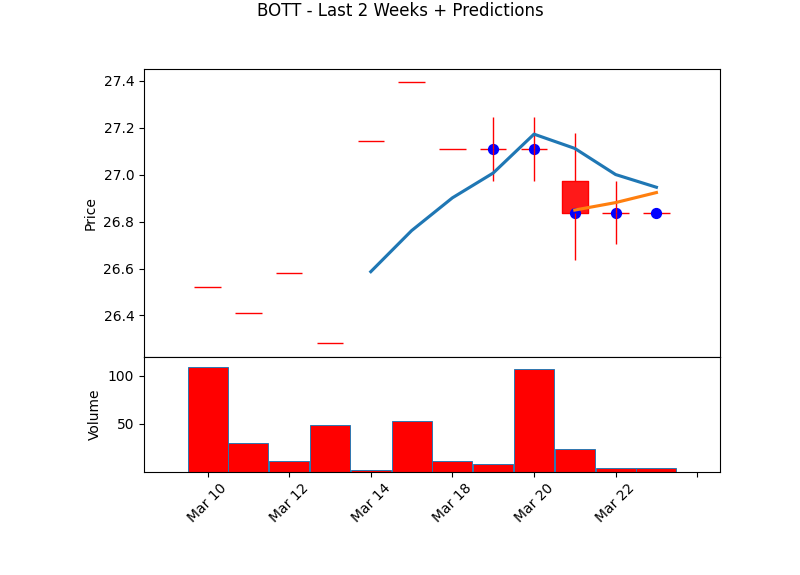 BOTT - Last 2 Weeks + Predictions
27.4
27.2
27.0
26.8
26.6
26.4
Price
100
50
Volume
Mar 10
Mar 12
Mar 14
Mar 18
Mar 20
Mar 22